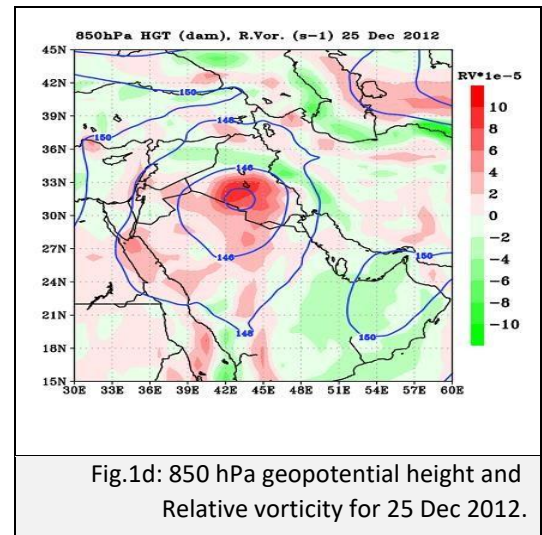 850hPa HGT (dam), R.Vor. (s-1) 25 Dec 2012
45N
42N
39N
36N
33N
30N
27N
24N
21N
18N
15N
30E 33E 36E 39E 42E 45E 48E 51E 54E 57E 60E
150
150
146
146
150
148
150
RV*1e-5
10
8
6
4
2
0
-2
-4
-6
-8
-10
Fig.1d: 850 hPa geopotential height and
Relative vorticity for 25 Dec 2012.